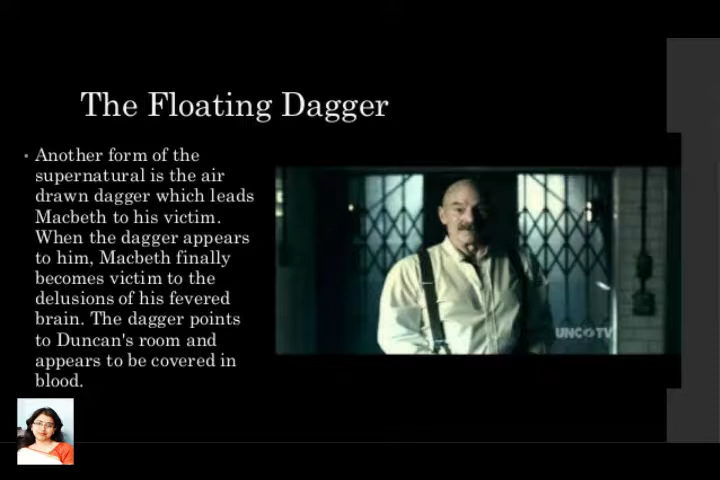 The Floating Dagger
Another form of the
supernatural is the air
drawn dagger which leads
Macbeth to his victim.
When the dagger appears
to him, Macbeth finally
becomes victim to the
delusions of his fevered
brain. The dagger points
to Duncan's room and
appears to be covered in
blood.
UNC TV